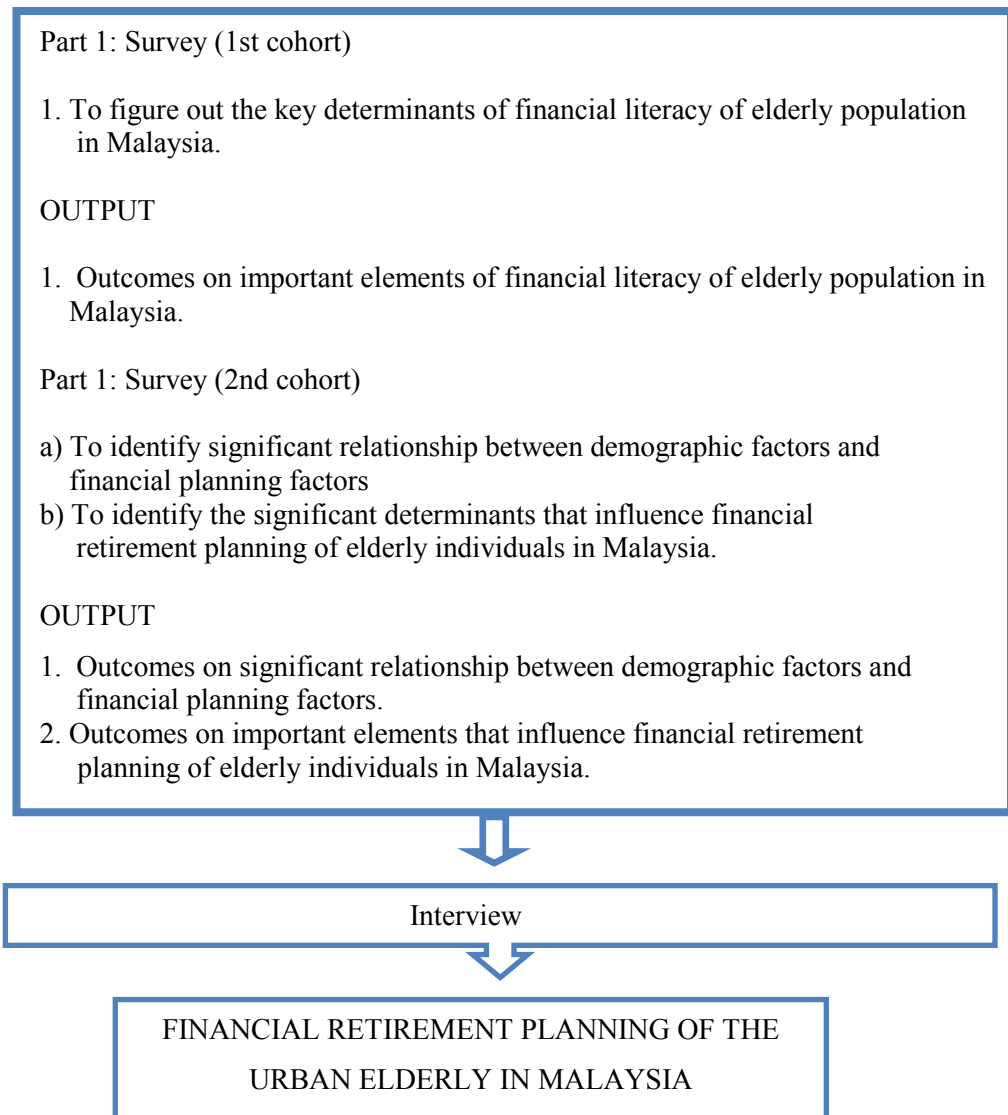 Part 1: Survey (1st cohort)
1. To figure out the key determinants of financial literacy of elderly population
in Malaysia.
OUTPUT
1. Outcomes on important elements of financial literacy of elderly population in
Malaysia.
Part 1: Survey (2nd cohort)
a) To identify significant relationship between demographic factors and
financial planning factors
b) To identify the significant determinants that influence financial
retirement planning of elderly individuals in Malaysia.
OUTPUT
1. Outcomes on significant relationship between demographic factors and
financial planning factors.
2. Outcomes on important elements that influence financial retirement
planning of elderly individuals in Malaysia.
Interview
FINANCIAL RETIREMENT PLANNING OF THE
URBAN ELDERLY IN MALAYSIA